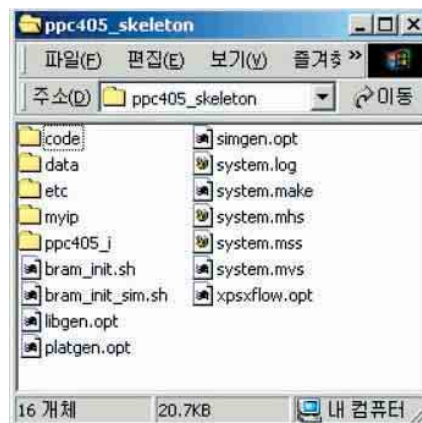 ppc405_skeleton
파일(F) 편집(E) 보기(V) 즐겨찾 »
주소(D) ppc405_skeleton 이동
code
data
etc
myip
ppc405_i
bram_init.sh
bram_init_sim.sh
libgen.opt
platgen.opt
simgen.opt
system.log
system.make
system.mhs
system.mss
system.mvs
xpsxflow.opt
16 개체 20.7KB 내 컴퓨터